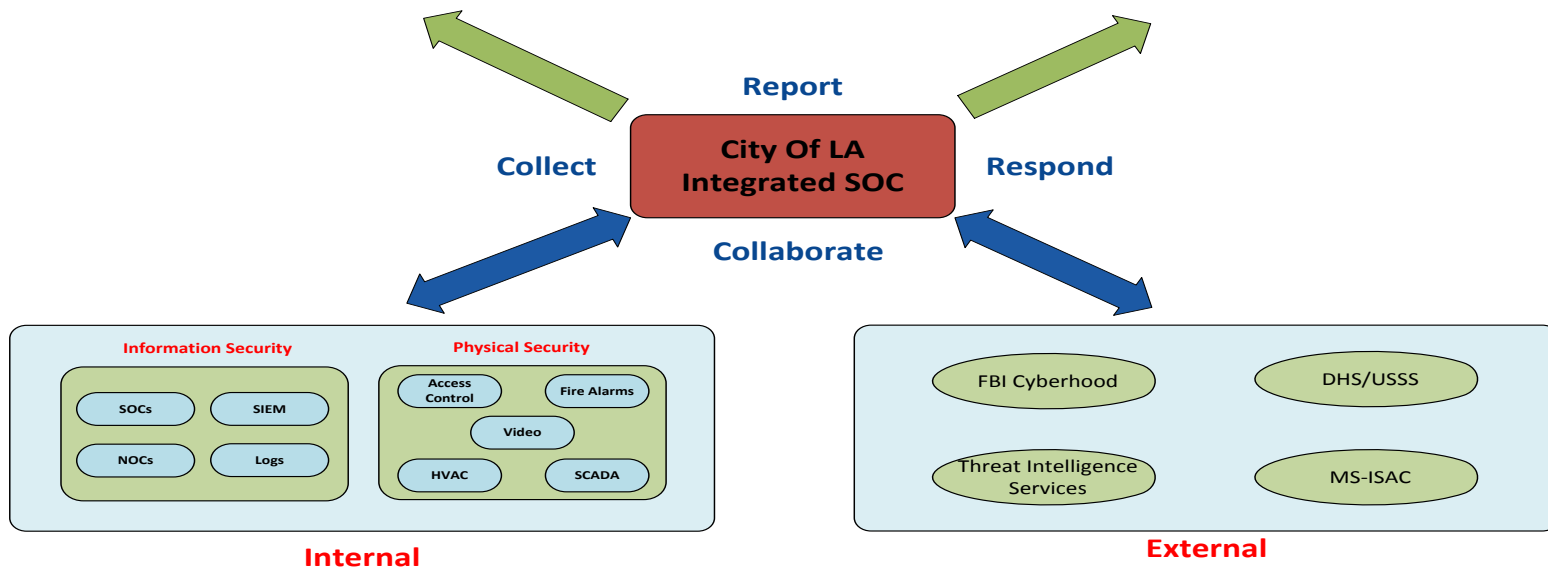 Report
City Of LA
Integrated SOC
Collect
Respond
Collaborate
Information Security
Physical Security
SOCs
SIEM
NOCs
Logs
Access
Control
Fire Alarms
Video
HVAC
SCADA
Internal
FBI Cyberhood
DHS/USSS
Threat Intelligence
Services
MS-ISAC
External